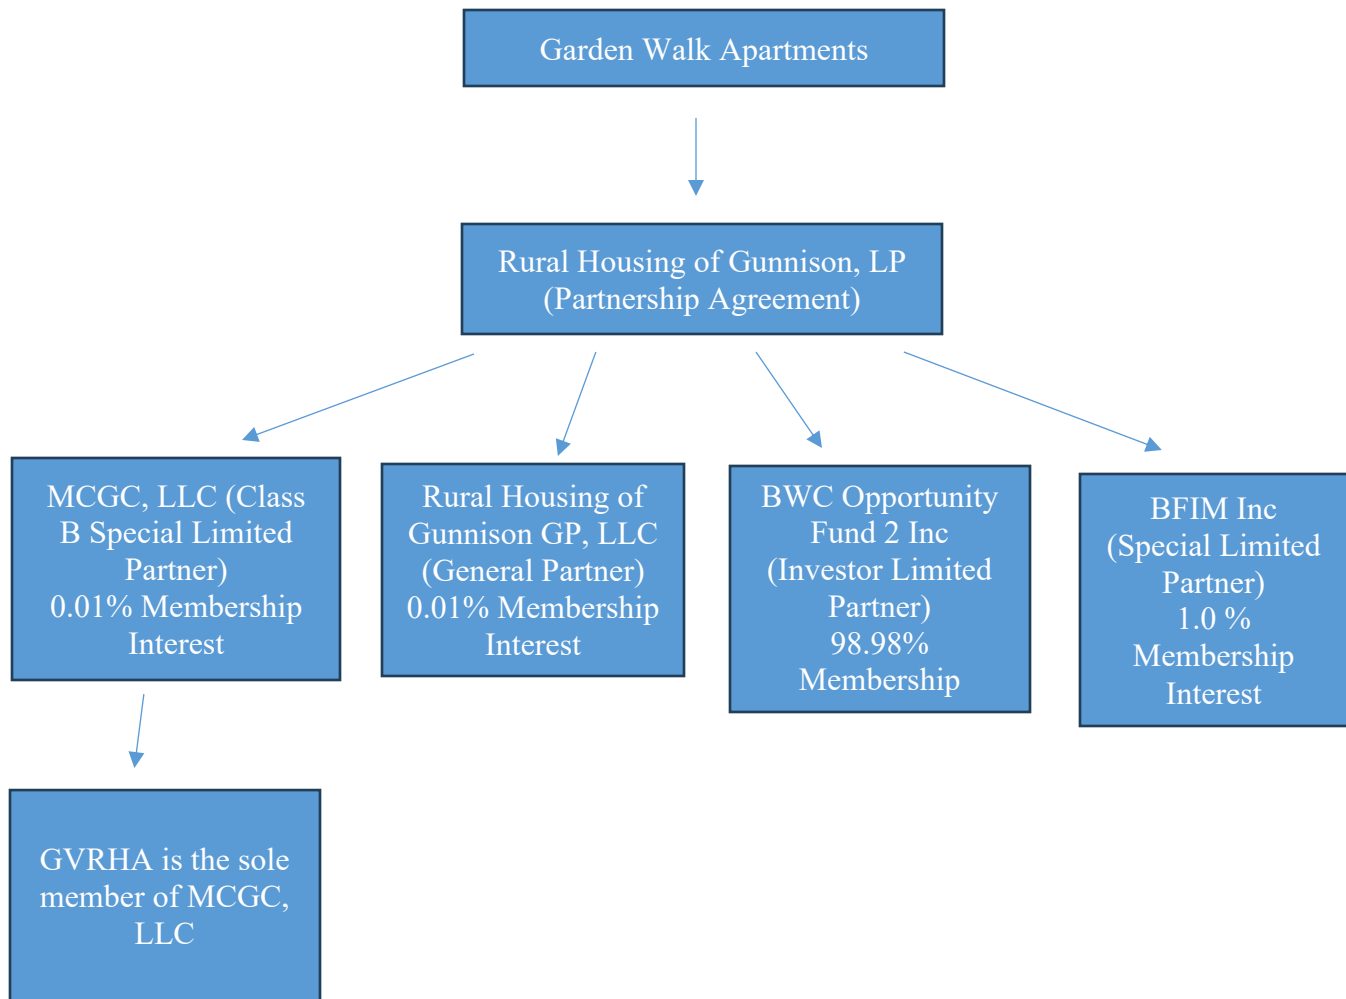 Garden Walk Apartments
Rural Housing of Gunnison, LP
(Partnership Agreement)
MCGC, LLC (Class
B Special Limited
Partner)
0.01% Membership
Interest
Rural Housing of
Gunnison GP, LLC
(General Partner)
0.01% Membership
Interest
BWC Opportunity
Fund 2 Inc
(Investor Limited
Partner)
98.98%
Membership
BFIM Inc
(Special Limited
Partner)
1.0 %
Membership
Interest
GVRHA is the sole
member of MCGC,
LLC